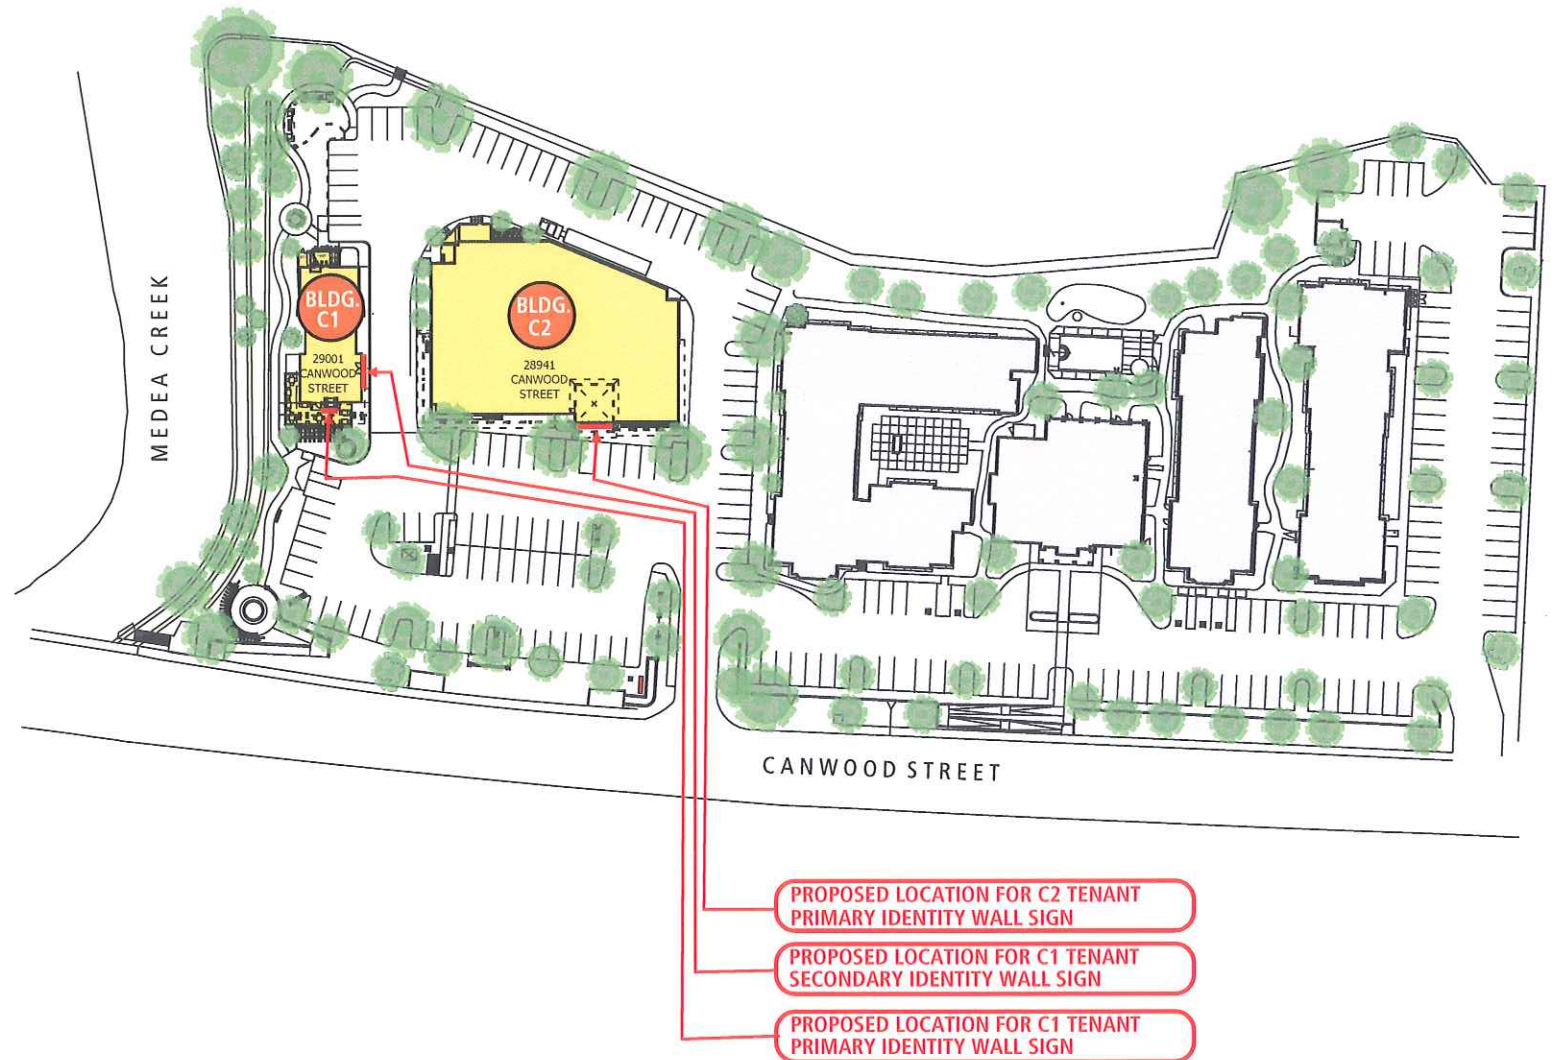 MEDEA CREEK
BLDG.
C1
29001
CANWOOD
STREET
BLDG.
C2
28941
CANWOOD
STREET
CANWOOD STREET
PROPOSED LOCATION FOR C2 TENANT
PRIMARY IDENTITY WALL SIGN
PROPOSED LOCATION FOR C1 TENANT
SECONDARY IDENTITY WALL SIGN
PROPOSED LOCATION FOR C1 TENANT
PRIMARY IDENTITY WALL SIGN